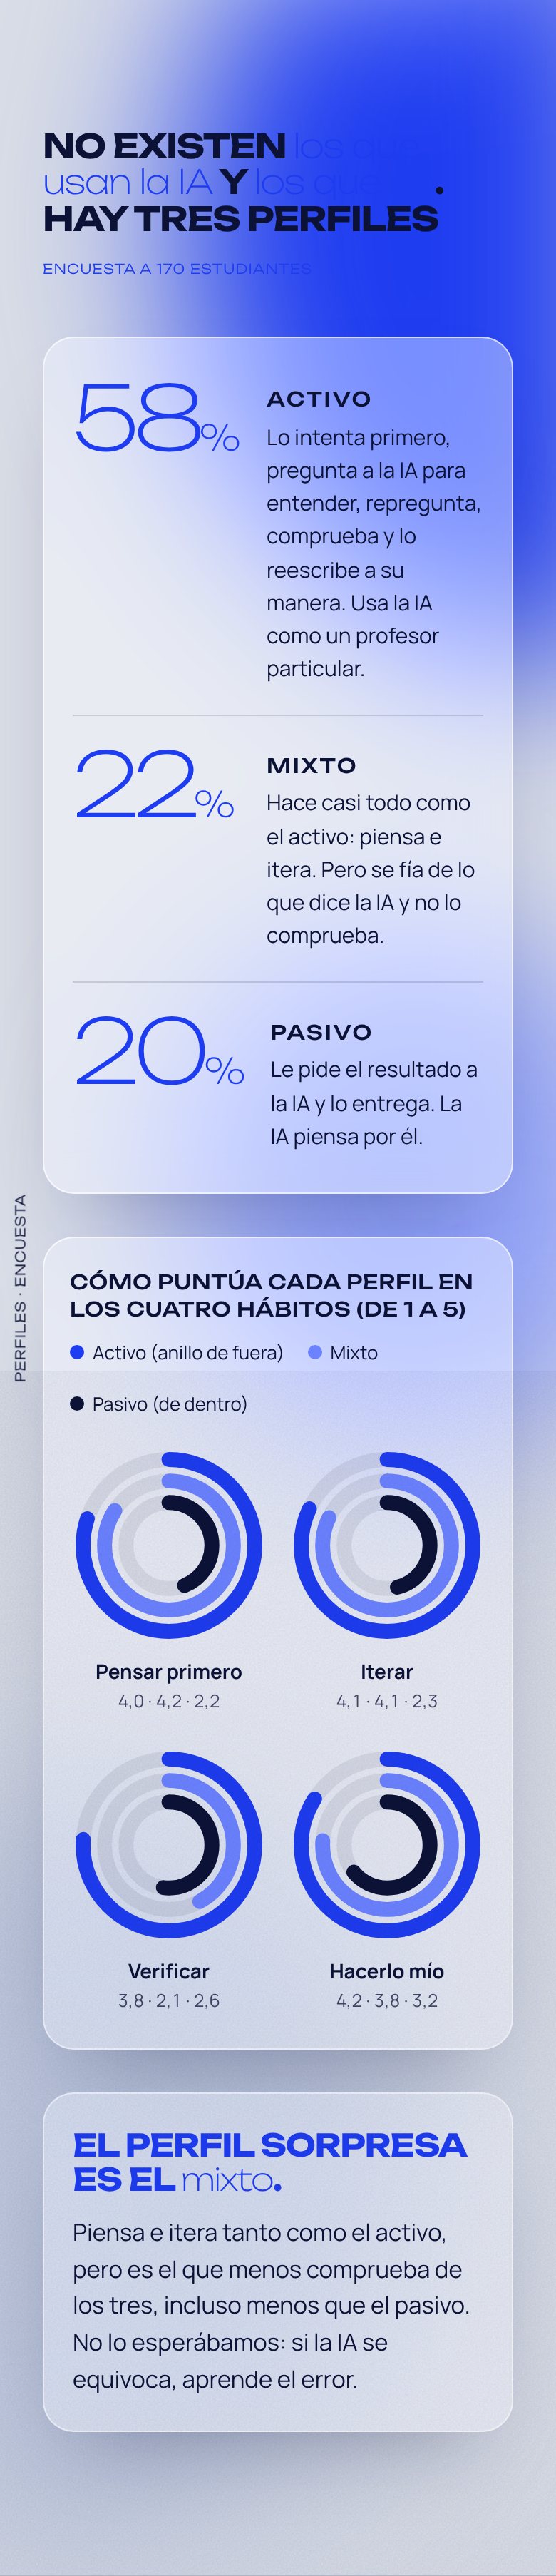 NO EXISTEN los que
usan la IA Y los que .
HAY TRES PERFILES
ENCUESTA A 170 ESTUDIANTES
58%
ACTIVO
Lo intenta primero,
pregunta a la IA para
entender, repregunta,
comprueba y lo
reescribe a su
manera. Usa la IA
como un profesor
particular.
22%
MIXTO
Hace casi todo como
el activo: piensa e
itera. Pero se fía de lo
que dice la IA y no lo
comprueba.
20%
PASIVO
Le pide el resultado a
la IA y lo entrega. La
IA piensa por él.
PERFILES · ENCUESTA
CÓMO PUNTÚA CADA PERFIL EN
LOS CUATRO HÁBITOS (DE 1 A 5)
Activo (anillo de fuera) Mixto
Pasivo (de dentro)
Pensar primero
4,0 · 4,2 · 2,2
Iterar
4,1 · 4,1 · 2,3
Verificar
3,8 · 2,1 · 2,6
Hacerlo mío
4,2 · 3,8 · 3,2
EL PERFIL SORPRESA
ES EL mixto.
Piensa e itera tanto como el activo,
pero es el que menos comprueba de
los tres, incluso menos que el pasivo.
No lo esperábamos: si la IA se
equivoca, aprende el error.